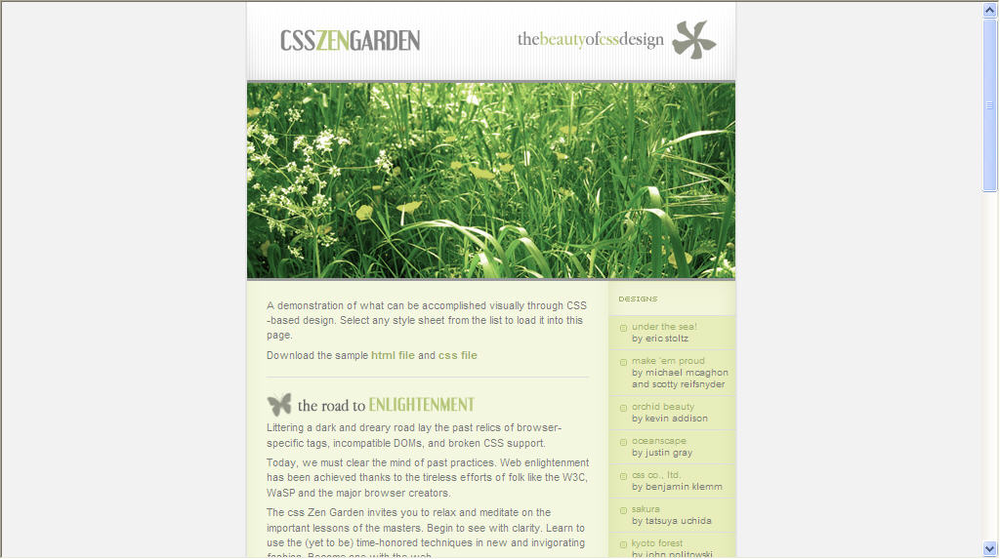 CSSZENGARDEN
thebeautyofcssdesign
A demonstration of what can be accomplished visually through CSS
-based design. Select any style sheet from the list to load it into this
page.
Download the sample html file and css file
the road to ENLIGHTENMENT
Littering a dark and dreary road lay the past relics of browser-
specific tags, incompatible DOMs, and broken CSS support.
Today, we must clear the mind of past practices. Web enlightenment
has been achieved thanks to the tireless efforts of folk like the W3C,
WaSP and the major browser creators.
The css Zen Garden invites you to relax and meditate on the
important lessons of the masters. Begin to see with clarity. Learn to
use the (yet to be) time-honored techniques in new and invigorating
fashion. Become one with the web.
DESIGNS
under the sea!
by eric stoltz
make 'em proud
by michael mcaghon
and scotty reifsnyder
orchid beauty
by kevin addison
oceanscape
by justin gray
css co., ltd.
by benjamin klemm
sakura
by tatsuya uchida
kyoto forest
by john politowski